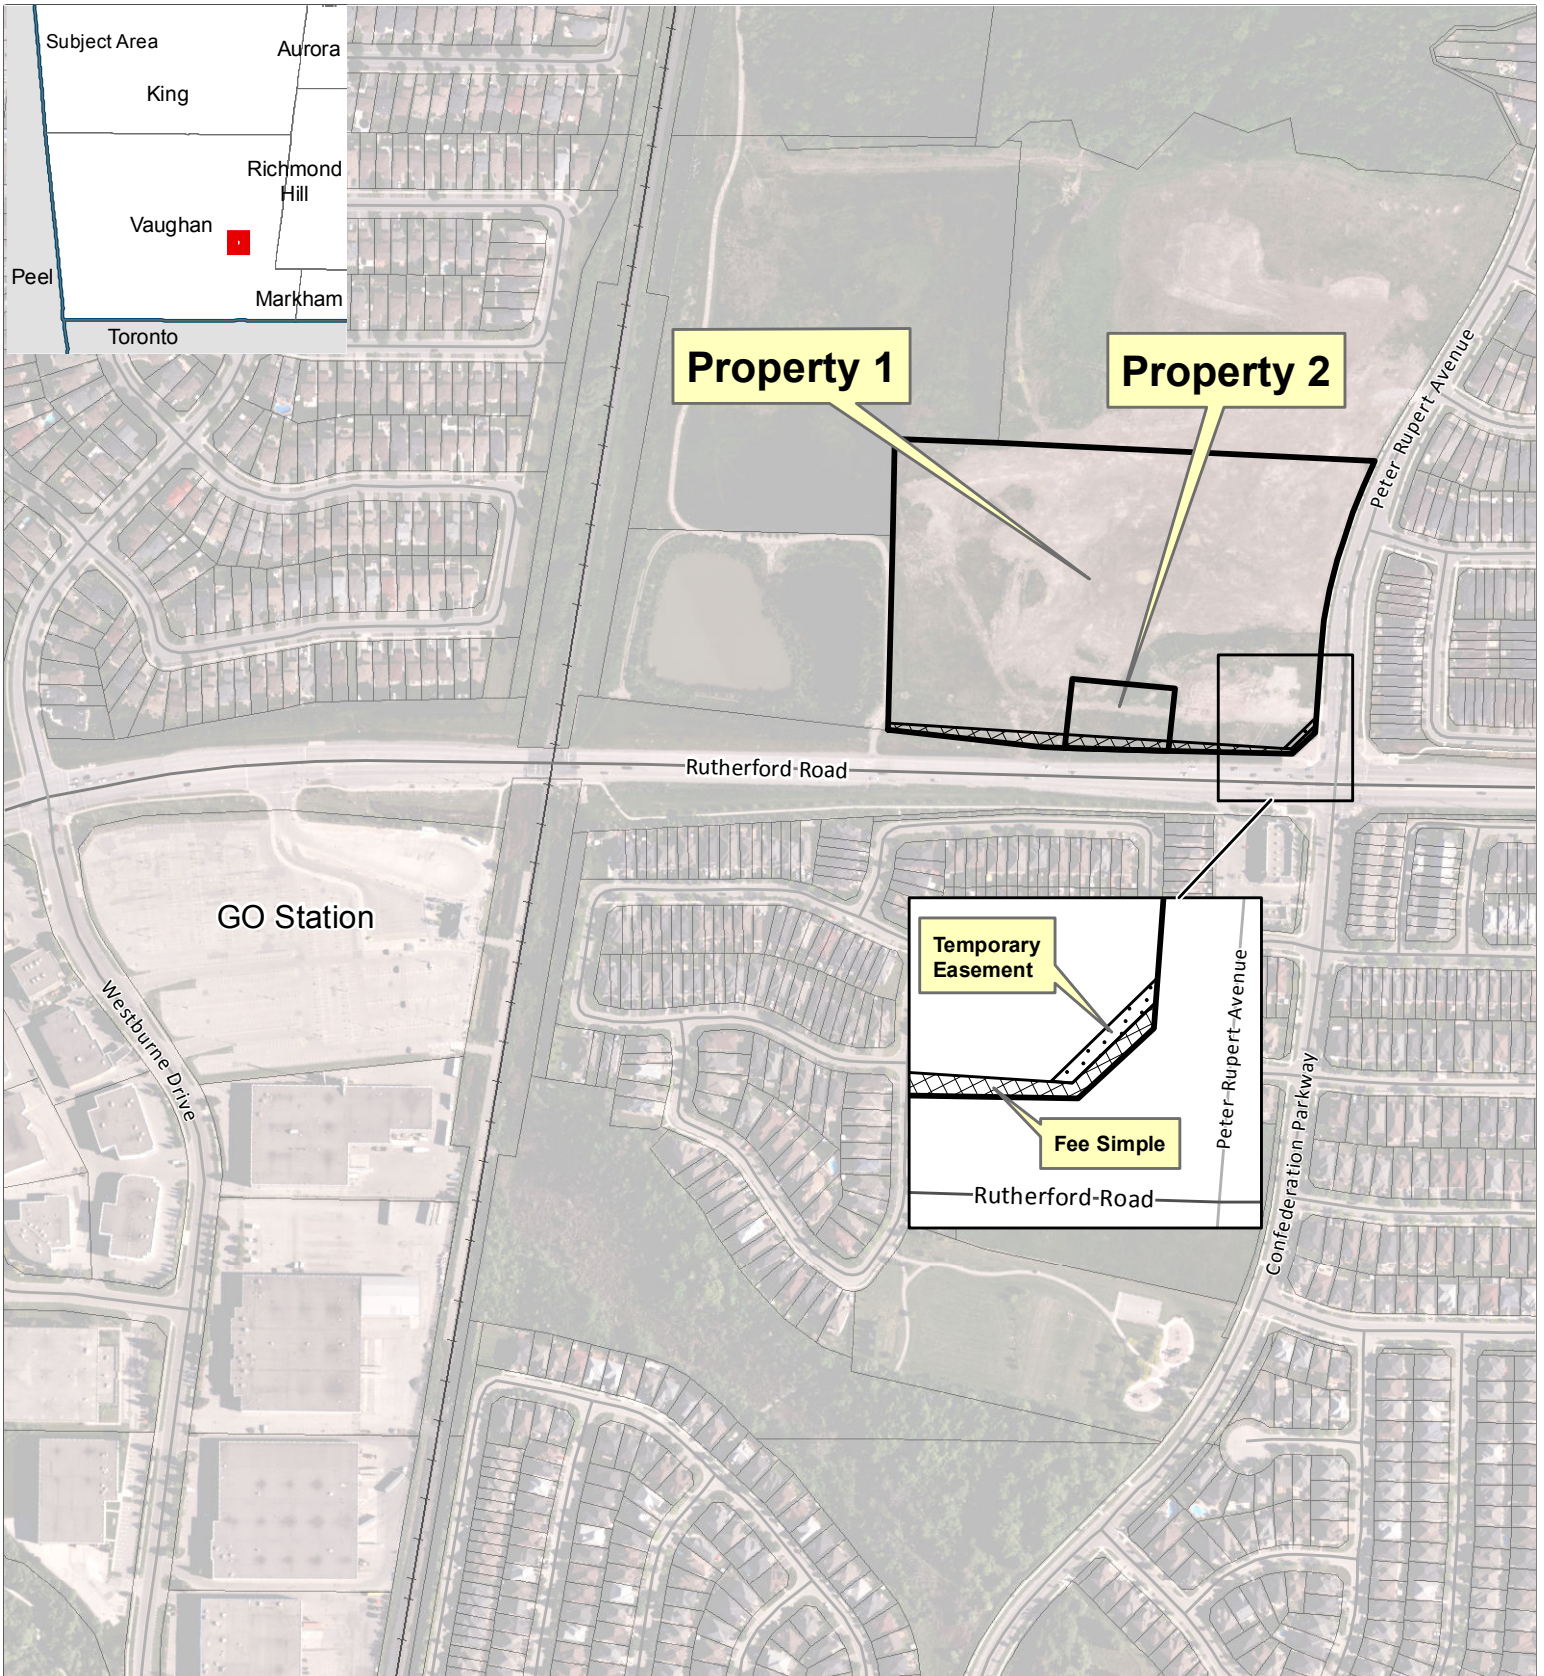 Subject Area
Aurora
King
Richmond
Hill
Vaughan
Peel
Markham
Toronto
Property 1
Property 2
Peter Rupert Avenue
Rutherford Road
GO Station
Westburne Drive
Temporary
Easement
Peter Rupert Avenue
Fee Simple
Rutherford Road
Confederation Parkway